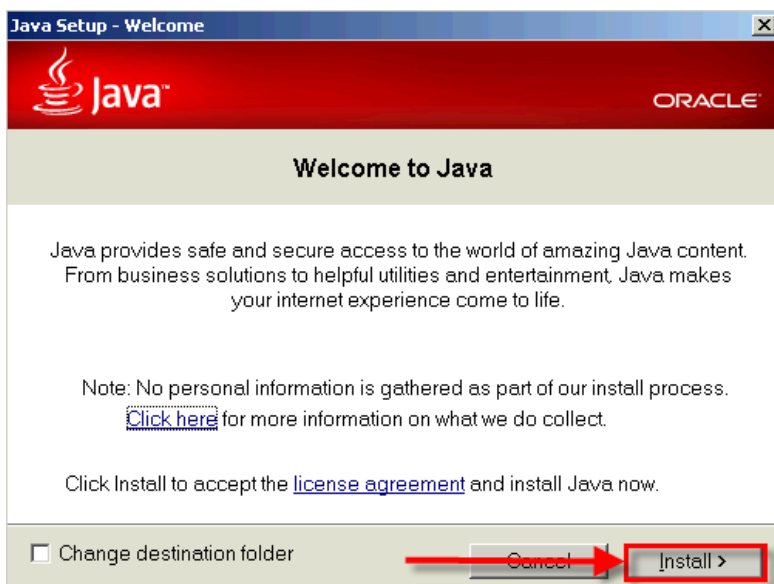 Java Setup - Welcome
Java™
ORACLE
Welcome to Java
Java provides safe and secure access to the world of amazing Java content.
From business solutions to helpful utilities and entertainment, Java makes
your internet experience come to life.
Note: No personal information is gathered as part of our install process.
Click here for more information on what we do collect.
Click Install to accept the license agreement and install Java now.
Change destination folder
Cancel
Install >